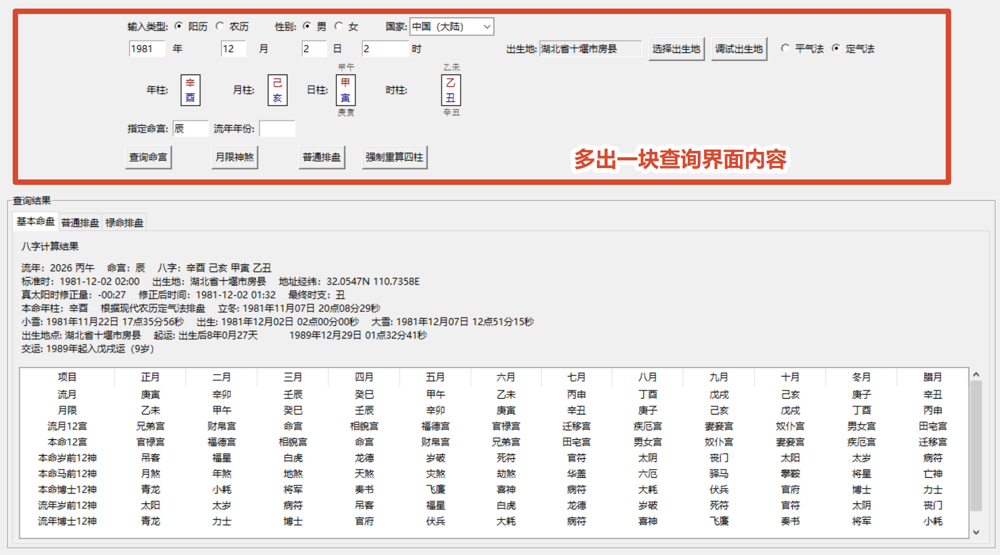 输入类型: 阳历 农历 性别: 男 女 国家: 中国（大陆）
1981 年 12 月 2 日 2 时 出生地: 湖北省十堰市房县 选择出生地 调试出生地 平气法 定气法
甲午 乙未
年柱: 辛酉 月柱: 己亥 日柱: 甲寅 时柱: 乙丑
庚寅 辛丑
指定命宫: 辰 流年年份:
查询命宫 月限神煞 普通排盘 强制重算四柱
多出一块查询界面内容
查询结果
基本命盘 普通排盘 禄命排盘
八字计算结果
流年：2026 丙午 命宫：辰 八字：辛酉 己亥 甲寅 乙丑
标准时：1981-12-02 02:00 出生地：湖北省十堰市房县 地址经纬：32.0547N 110.7358E
真太阳时修正量：-00:27 修正后时间：1981-12-02 01:32 最终时支：丑
本命年柱：辛酉 根据现代农历定气法排盘 立冬: 1981年11月07日 20点08分29秒
小雪: 1981年11月22日 17点35分56秒 出生: 1981年12月02日 02点00分00秒 大雪: 1981年12月07日 12点51分15秒
出生地点: 湖北省十堰市房县 起运: 出生后8年0月27天 1989年12月29日 01点32分41秒
交运: 1989年起入戊戌运（9岁）
项目 正月 二月 三月 四月 五月 六月 七月 八月 九月 十月 冬月 腊月
流月 庚寅 辛卯 壬辰 癸巳 甲午 乙未 丙申 丁酉 戊戌 己亥 庚子 辛丑
月限 乙未 甲午 癸巳 壬辰 辛卯 庚寅 辛丑 庚子 己亥 戊戌 丁酉 丙申
流月12宫 兄弟宫 财帛宫 命宫 相貌宫 福德宫 官禄宫 迁移宫 疾厄宫 妻妾宫 奴仆宫 男女宫 田宅宫
本命12宫 官禄宫 福德宫 相貌宫 命宫 财帛宫 兄弟宫 田宅宫 男女宫 奴仆宫 妻妾宫 疾厄宫 迁移宫
本命岁前12神 吊客 福星 白虎 龙德 岁破 死符 官符 太阴 丧门 太阳 太岁 病符
本命马前12神 月煞 年煞 地煞 天煞 灾煞 劫煞 华盖 六厄 驿马 攀鞍 将星 亡神
本命博士12神 青龙 小耗 将军 奏书 飞廉 喜神 病符 大耗 伏兵 官府 博士 力士
流年岁前12神 太阳 太岁 病符 吊客 福星 白虎 龙德 岁破 死符 官符 太阴 丧门
流年博士12神 青龙 力士 博士 官府 伏兵 大耗 病符 喜神 飞廉 奏书 将军 小耗